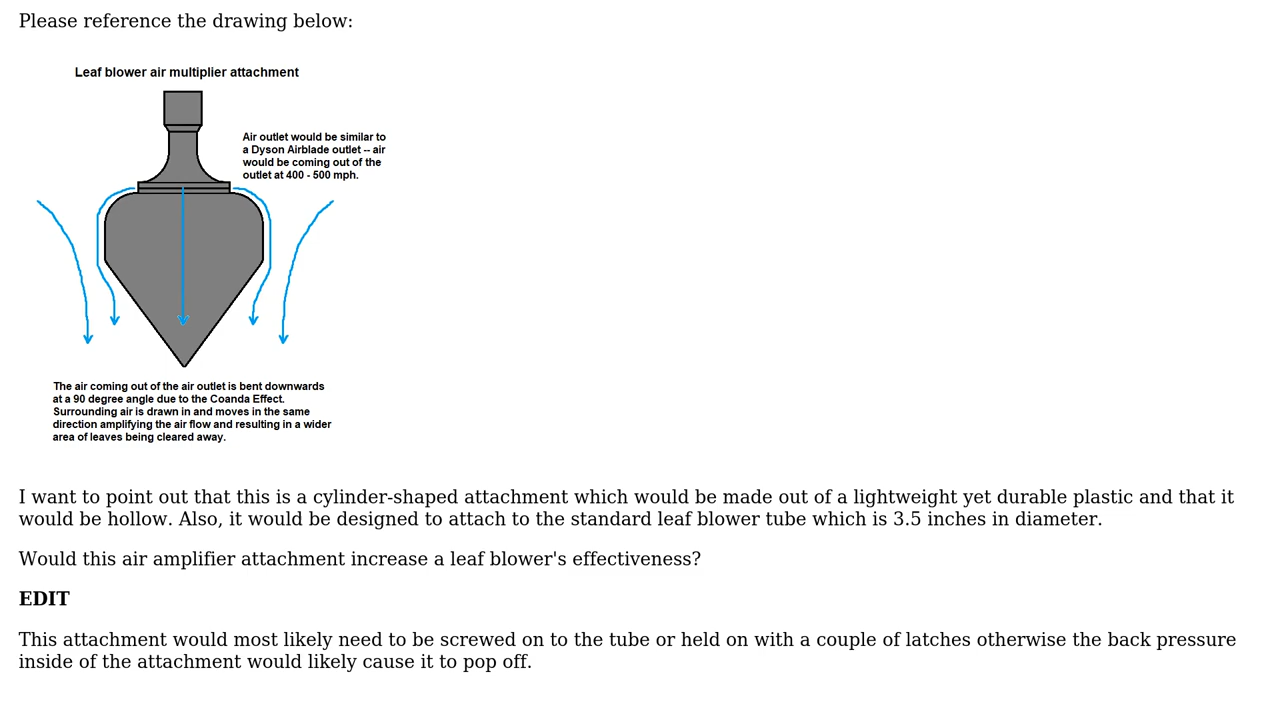 Please reference the drawing below:
Leaf blower air multiplier attachment
Air outlet would be similar to
a Dyson Airblade outlet -- air
would be coming out of the
outlet at 400 - 500 mph.
The air coming out of the air outlet is bent downwards
at a 90 degree angle due to the Coanda Effect.
Surrounding air is drawn in and moves in the same
direction amplifying the air flow and resulting in a wider
area of leaves being cleared away.
I want to point out that this is a cylinder-shaped attachment which would be made out of a lightweight yet durable plastic and that it
would be hollow. Also, it would be designed to attach to the standard leaf blower tube which is 3.5 inches in diameter.
Would this air amplifier attachment increase a leaf blower's effectiveness?
EDIT
This attachment would most likely need to be screwed on to the tube or held on with a couple of latches otherwise the back pressure
inside of the attachment would likely cause it to pop off.